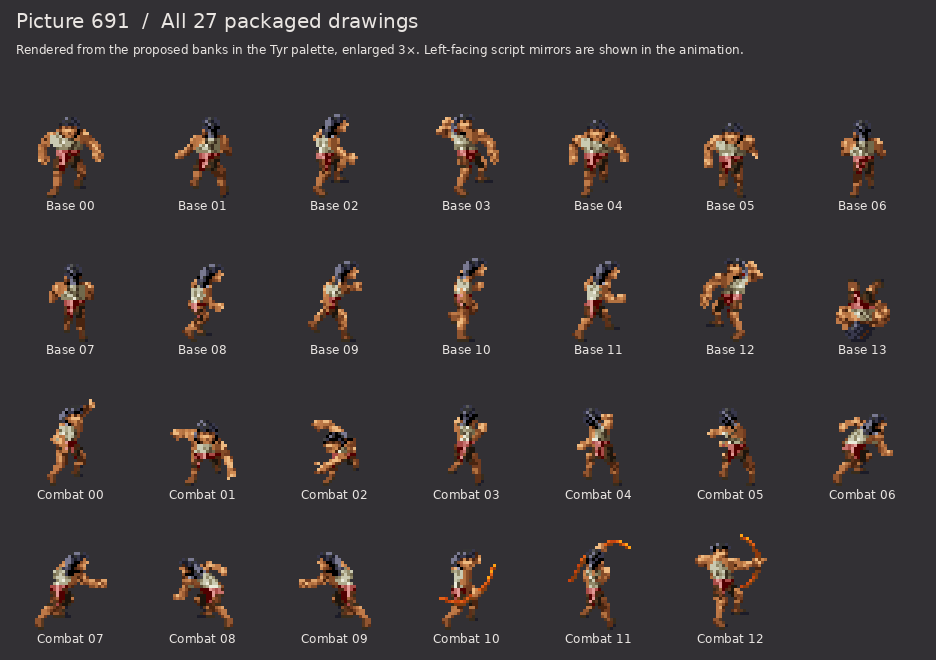 Picture 691 / All 27 packaged drawings
Rendered from the proposed banks in the Tyr palette, enlarged 3×. Left-facing script mirrors are shown in the animation.
Base 00 Base 01 Base 02 Base 03 Base 04 Base 05 Base 06
Base 07 Base 08 Base 09 Base 10 Base 11 Base 12 Base 13
Combat 00 Combat 01 Combat 02 Combat 03 Combat 04 Combat 05 Combat 06
Combat 07 Combat 08 Combat 09 Combat 10 Combat 11 Combat 12